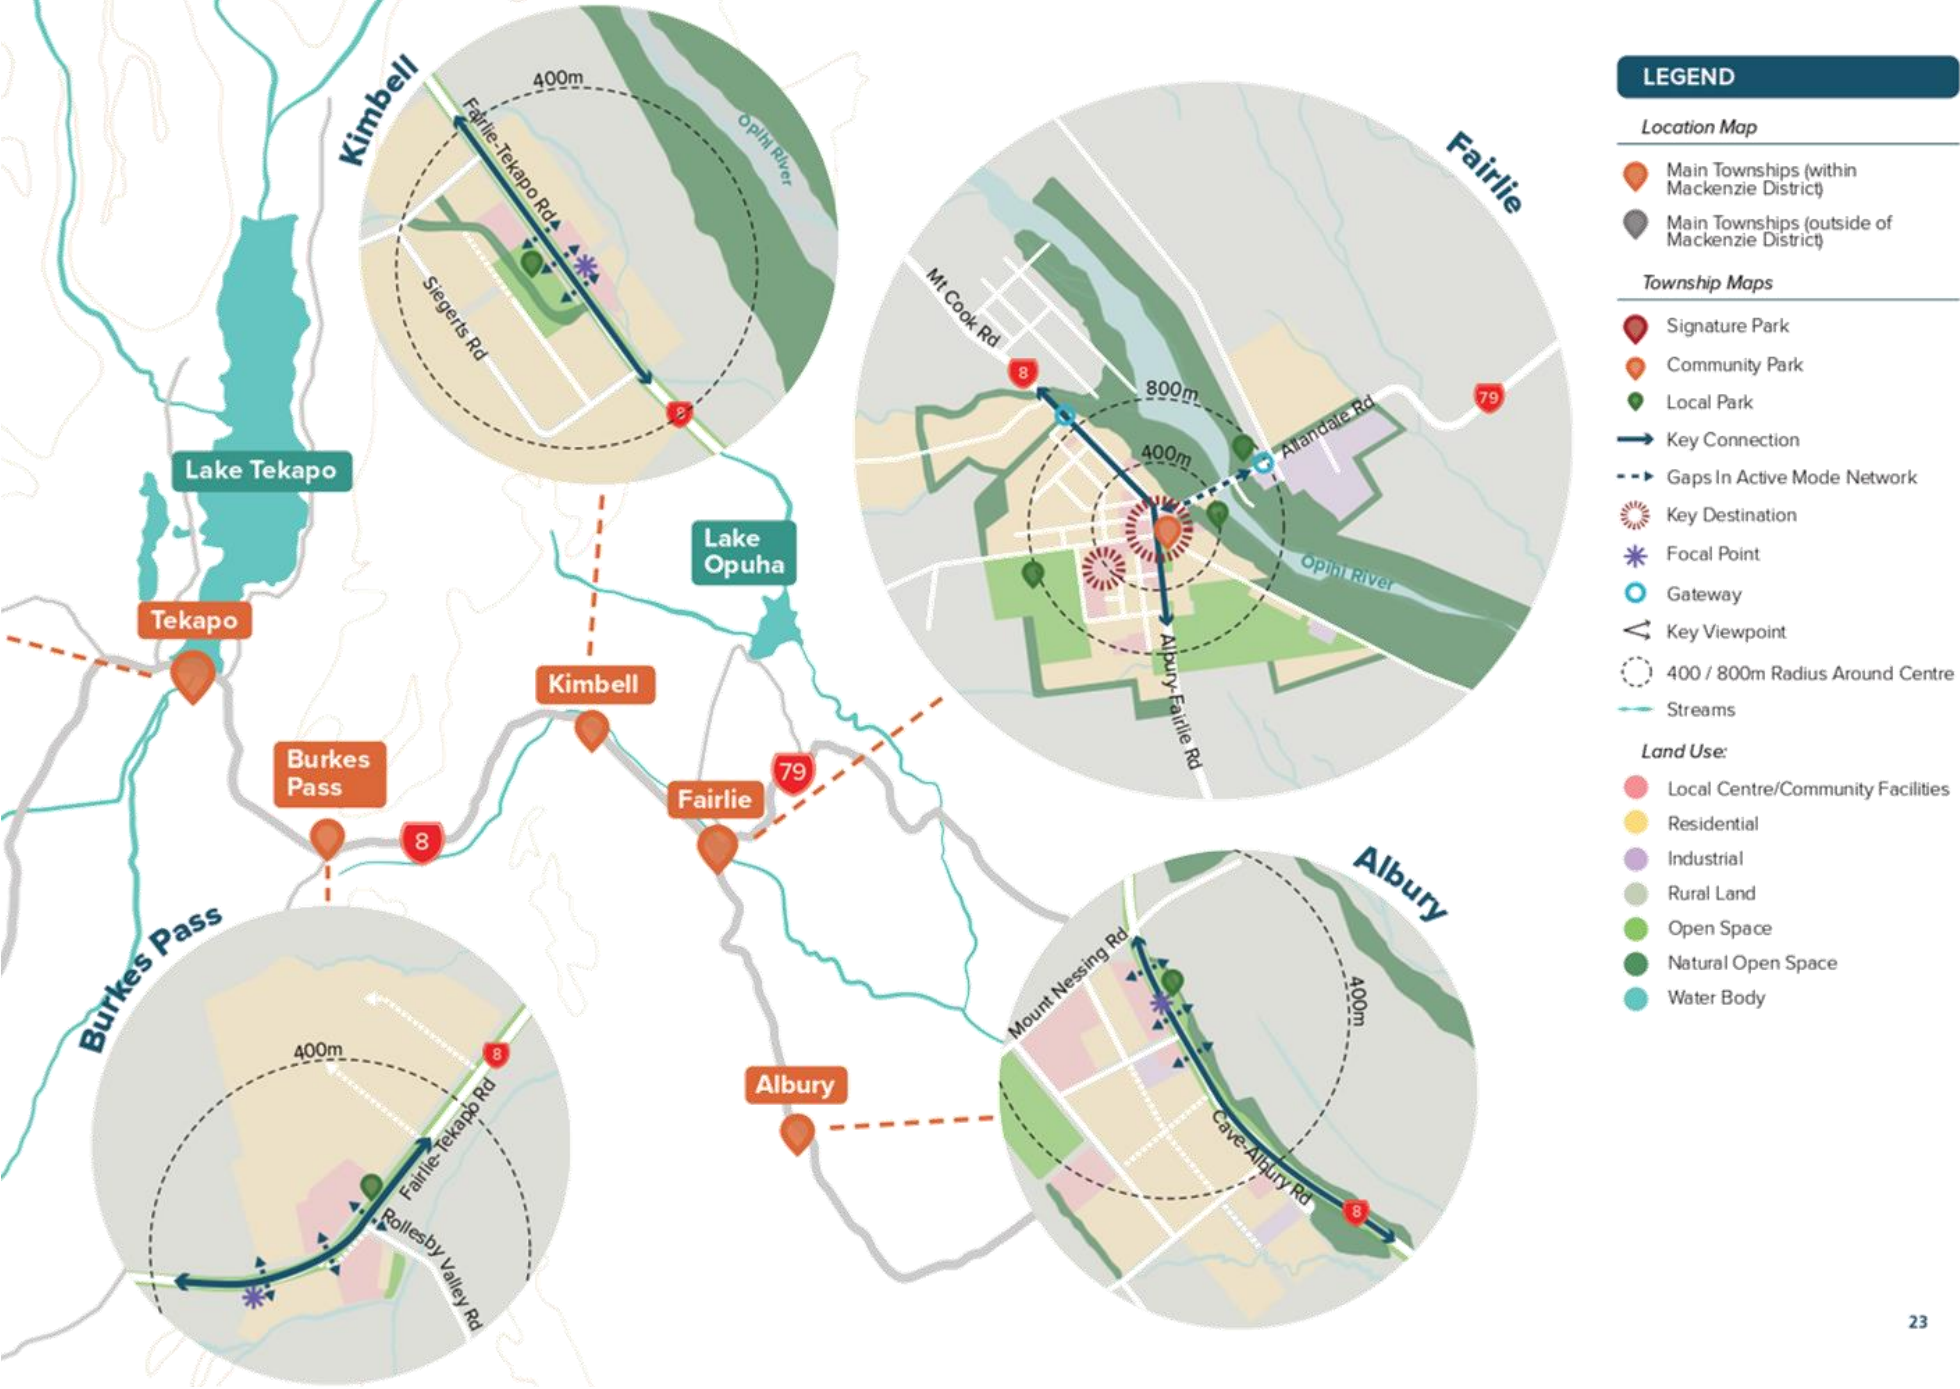 Kimbell
400m
Fairlie-Tekapo Rd
Opihi River
Siegerts Rd
8
Fairlie
Mt Cook Rd
8
79
800m
Allandale Rd
400m
Opihi River
Albury-Fairlie Rd
Lake Tekapo
Lake
Opuha
Tekapo
Kimbell
Burkes
Pass
79
Fairlie
8
Albury
Burkes Pass
400m
8
Fairlie-Tekapo Rd
Rollesby Valley Rd
Albury
Mount Nessing Rd
400m
Cave-Albury Rd
8
LEGEND
Location Map
Main Townships (within
Mackenzie District)
Main Townships (outside of
Mackenzie District)
Township Maps
Signature Park
Community Park
Local Park
Key Connection
Gaps In Active Mode Network
Key Destination
Focal Point
Gateway
Key Viewpoint
400 / 800m Radius Around Centre
Streams
Land Use:
Local Centre/Community Facilities
Residential
Industrial
Rural Land
Open Space
Natural Open Space
Water Body
23